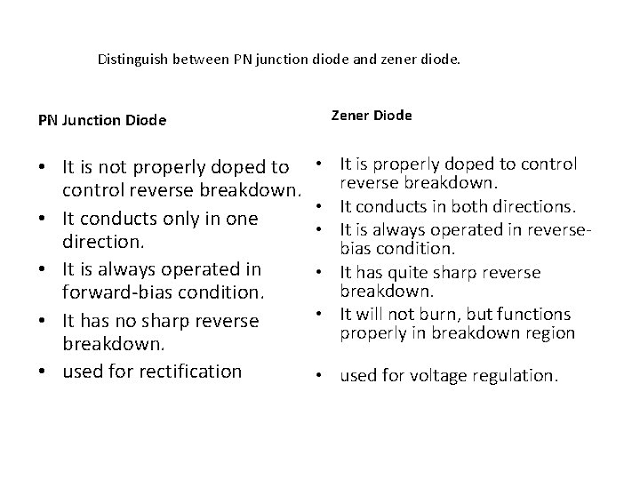 Distinguish between PN junction diode and zener diode.
PN Junction Diode
• It is not properly doped to
control reverse breakdown.
• It conducts only in one
direction.
• It is always operated in
forward-bias condition.
• It has no sharp reverse
breakdown.
• used for rectification
Zener Diode
• It is properly doped to control
reverse breakdown.
• It conducts in both directions.
• It is always operated in reverse-
bias condition.
• It has quite sharp reverse
breakdown.
• It will not burn, but functions
properly in breakdown region
• used for voltage regulation.